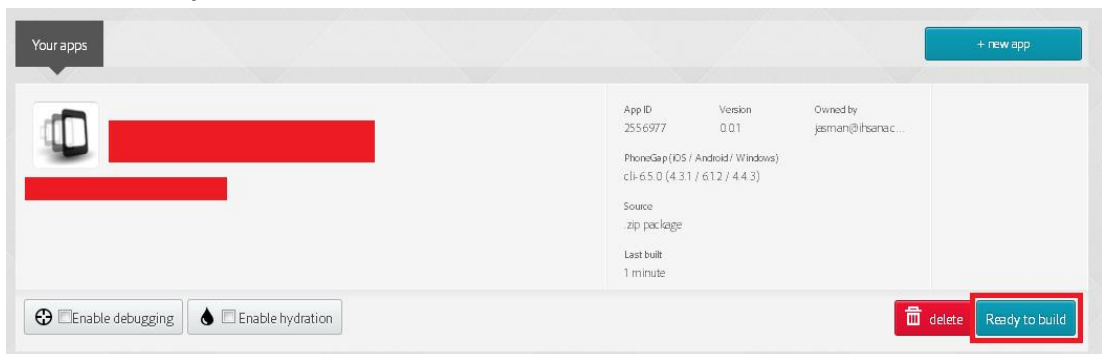 Your apps
+ new app
App ID Version Owned by
2556977 0.0.1 jasman@ihsanac...
PhoneGap (iOS / Android / Windows)
cli-6.5.0 (4.3.1 / 6.1.2 / 4.4.3)
Source
.zip package
Last built
1 minute
Enable debugging Enable hydration delete Ready to build